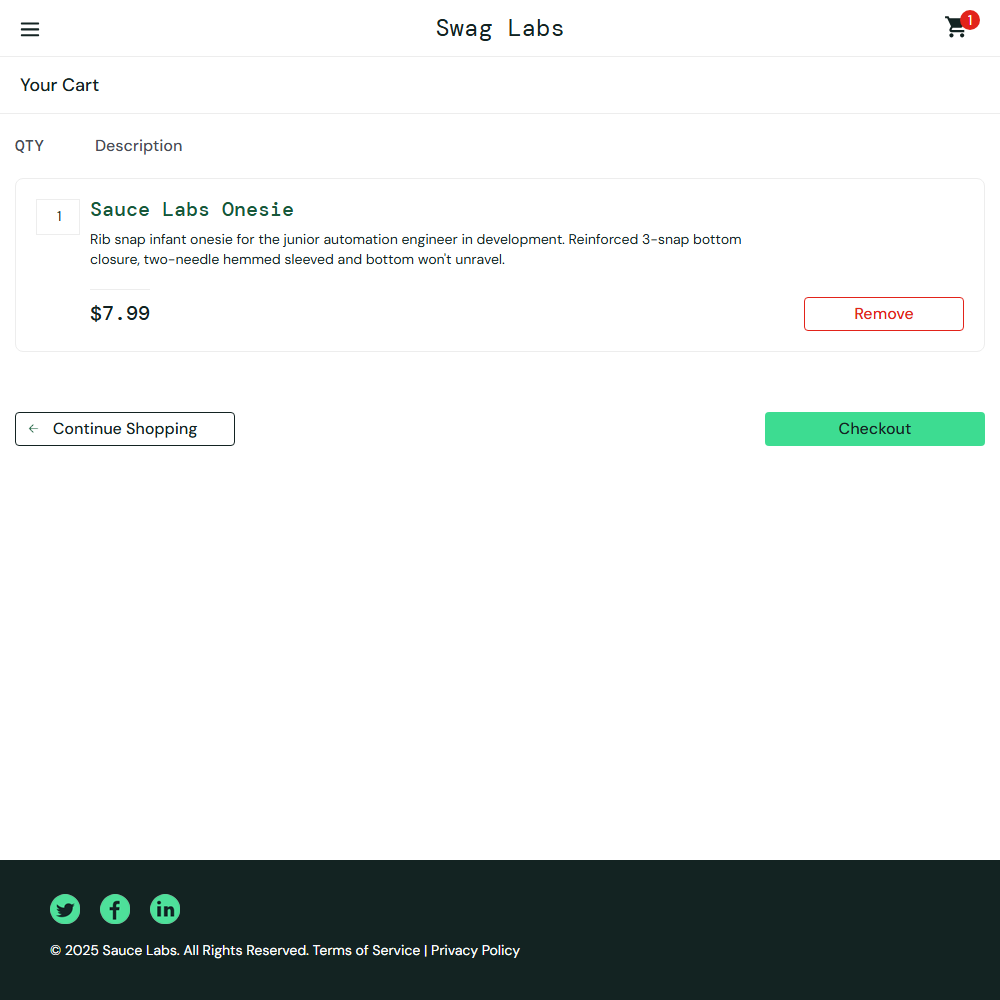 Swag Labs
1
Your Cart
QTY Description
1
Sauce Labs Onesie
Rib snap infant onesie for the junior automation engineer in development. Reinforced 3-snap bottom
closure, two-needle hemmed sleeved and bottom won't unravel.
$7.99
Remove
Continue Shopping
Checkout
© 2025 Sauce Labs. All Rights Reserved. Terms of Service | Privacy Policy